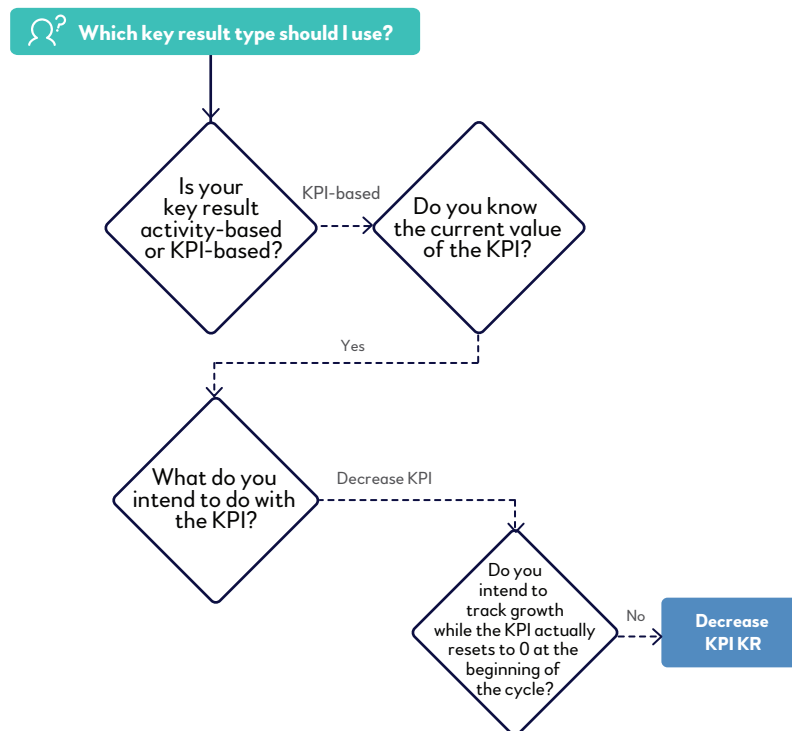 Which key result type should I use?
Is your
key result
activity-based
or KPI-based?
KPI-based
Do you know
the current value
of the KPI?
Yes
What do you
intend to do with
the KPI?
Decrease KPI
Do you
intend to
track growth
while the KPI actually
resets to 0 at the
beginning of
the cycle?
No
Decrease
KPI KR